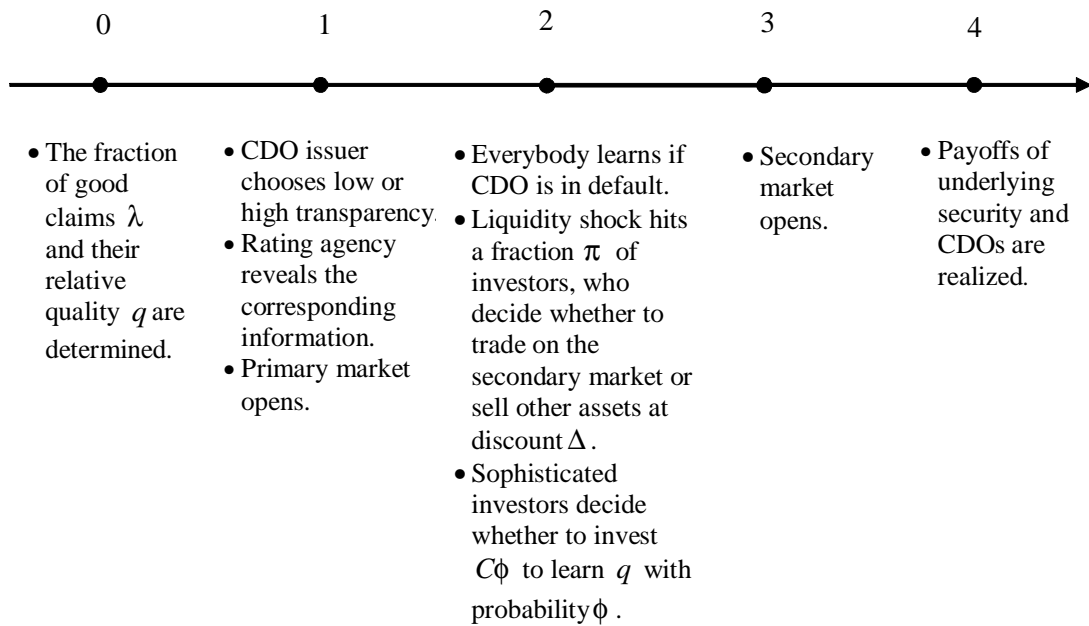 0
1
2
3
4
• The fraction
of good
claims λ
and their
relative
quality q are
determined.
• CDO issuer
chooses low or
high transparency.
• Rating agency
reveals the
corresponding
information.
• Primary market
opens.
• Everybody learns if
CDO is in default.
• Liquidity shock hits
a fraction π of
investors, who
decide whether to
trade on the
secondary market or
sell other assets at
discount Δ.
• Sophisticated
investors decide
whether to invest
Cϕ to learn q with
probability ϕ.
• Secondary
market
opens.
• Payoffs of
underlying
security and
CDOs are
realized.